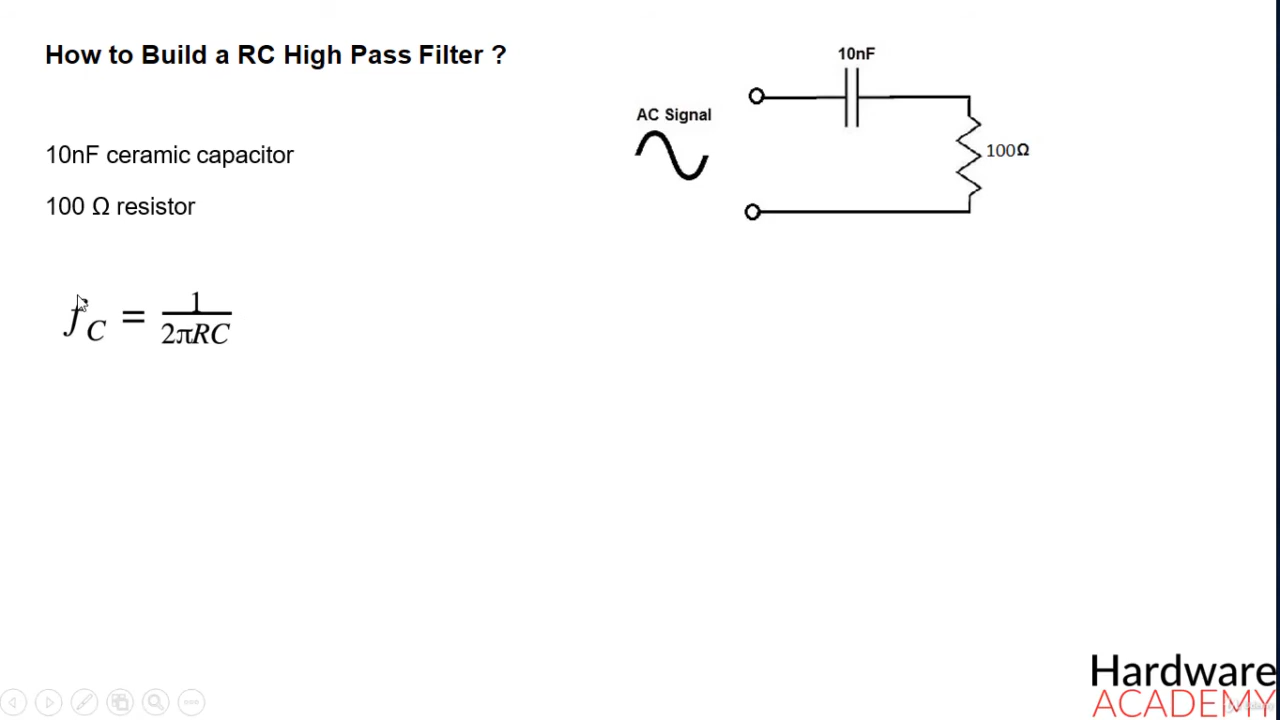 How to Build a RC High Pass Filter ?
10nF
AC Signal
10nF ceramic capacitor
100Ω
100 Ω resistor
f_C = 1/(2πRC)
Hardware
ACADEMY